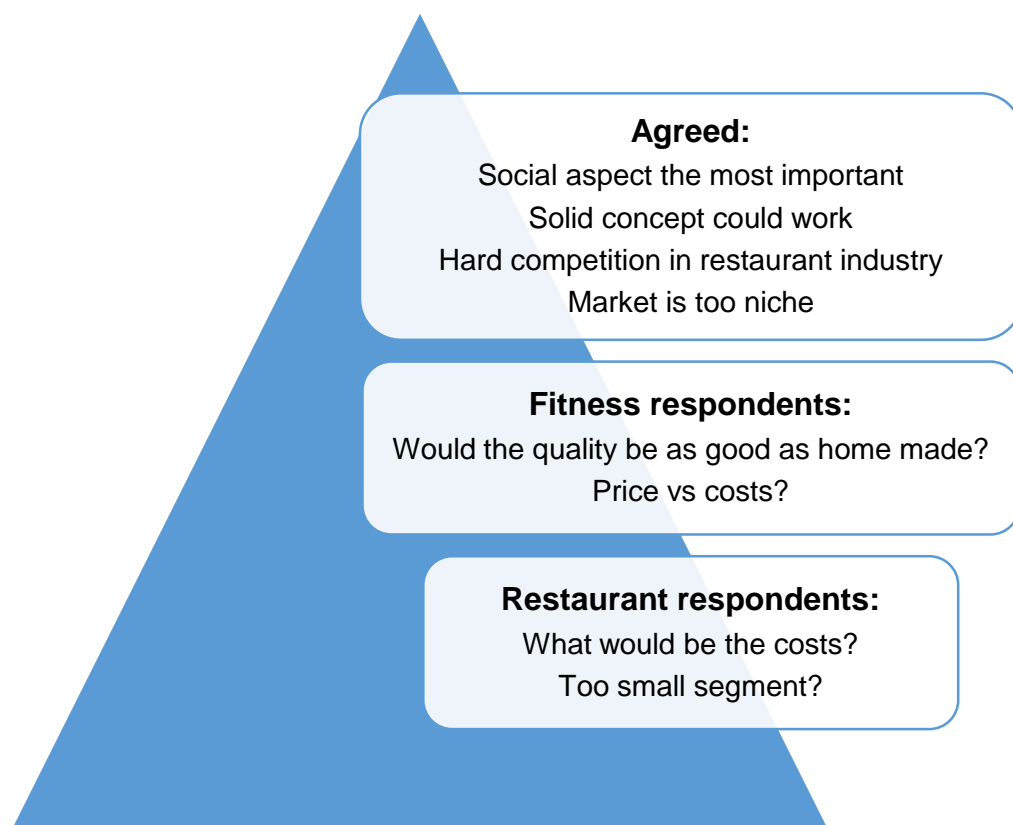 Agreed:
Social aspect the most important
Solid concept could work
Hard competition in restaurant industry
Market is too niche
Fitness respondents:
Would the quality be as good as home made?
Price vs costs?
Restaurant respondents:
What would be the costs?
Too small segment?